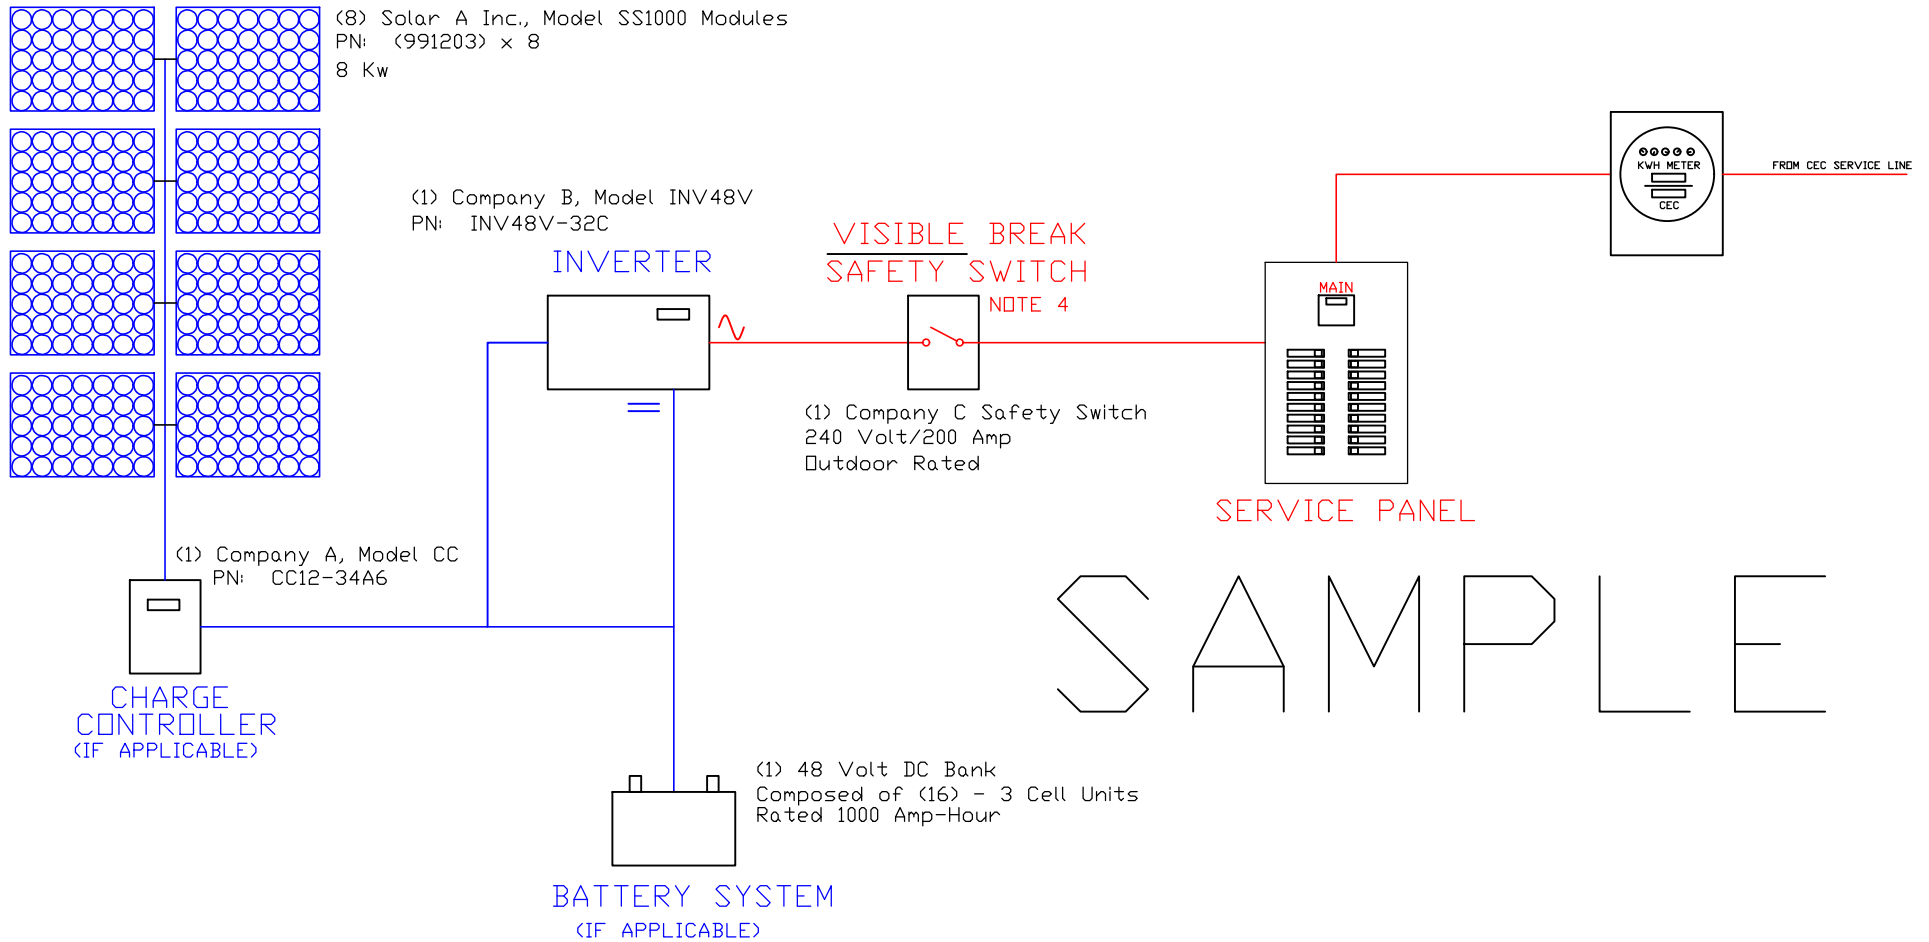 (8) Solar A Inc., Model SS1000 Modules
PN: (991203) x 8
8 Kw
(1) Company B, Model INV48V
PN: INV48V-32C
INVERTER
VISIBLE BREAK
SAFETY SWITCH
NOTE 4
(1) Company C Safety Switch
240 Volt/200 Amp
Outdoor Rated
MAIN
SERVICE PANEL
KWH METER
CEC
FROM CEC SERVICE LINE
(1) Company A, Model CC
PN: CC12-34A6
CHARGE
CONTROLLER
(IF APPLICABLE)
SAMPLE
(1) 48 Volt DC Bank
Composed of (16) - 3 Cell Units
Rated 1000 Amp-Hour
BATTERY SYSTEM
(IF APPLICABLE)